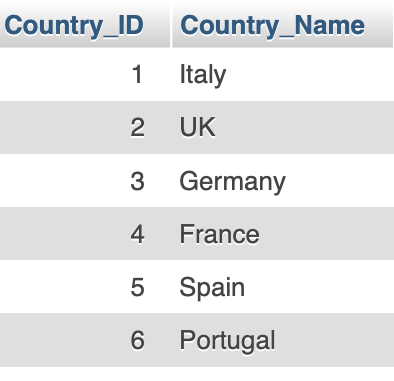 Country_ID Country_Name
1 Italy
2 UK
3 Germany
4 France
5 Spain
6 Portugal